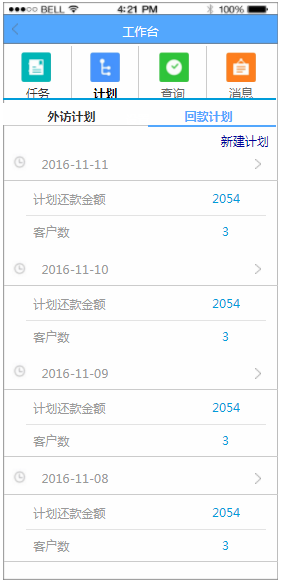 BELL 4:21 PM 100%
工作台
任务 计划 查询 消息
外访计划 回款计划
新建计划
2016-11-11
计划还款金额 2054
客户数 3
2016-11-10
计划还款金额 2054
客户数 3
2016-11-09
计划还款金额 2054
客户数 3
2016-11-08
计划还款金额 2054
客户数 3